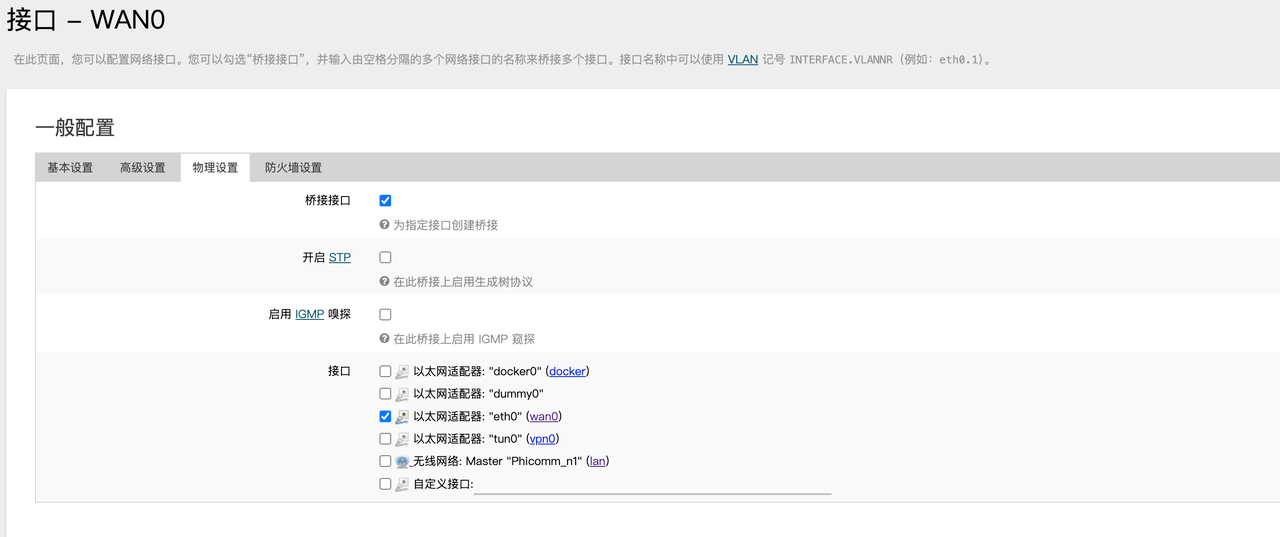 接口 – WAN0
在此页面，您可以配置网络接口。您可以勾选“桥接接口”，并输入由空格分隔的多个网络接口的名称来桥接多个接口。接口名称中可以使用 VLAN 记号 INTERFACE.VLANNR（例如：eth0.1）。
一般配置
基本设置 高级设置 物理设置 防火墙设置
桥接接口
为指定接口创建桥接
开启 STP
在此桥接上启用生成树协议
启用 IGMP 嗅探
在此桥接上启用 IGMP 窥探
接口 以太网适配器: "docker0" (docker)
以太网适配器: "dummy0"
以太网适配器: "eth0" (wan0)
以太网适配器: "tun0" (vpn0)
无线网络: Master "Phicomm_n1" (lan)
自定义接口: